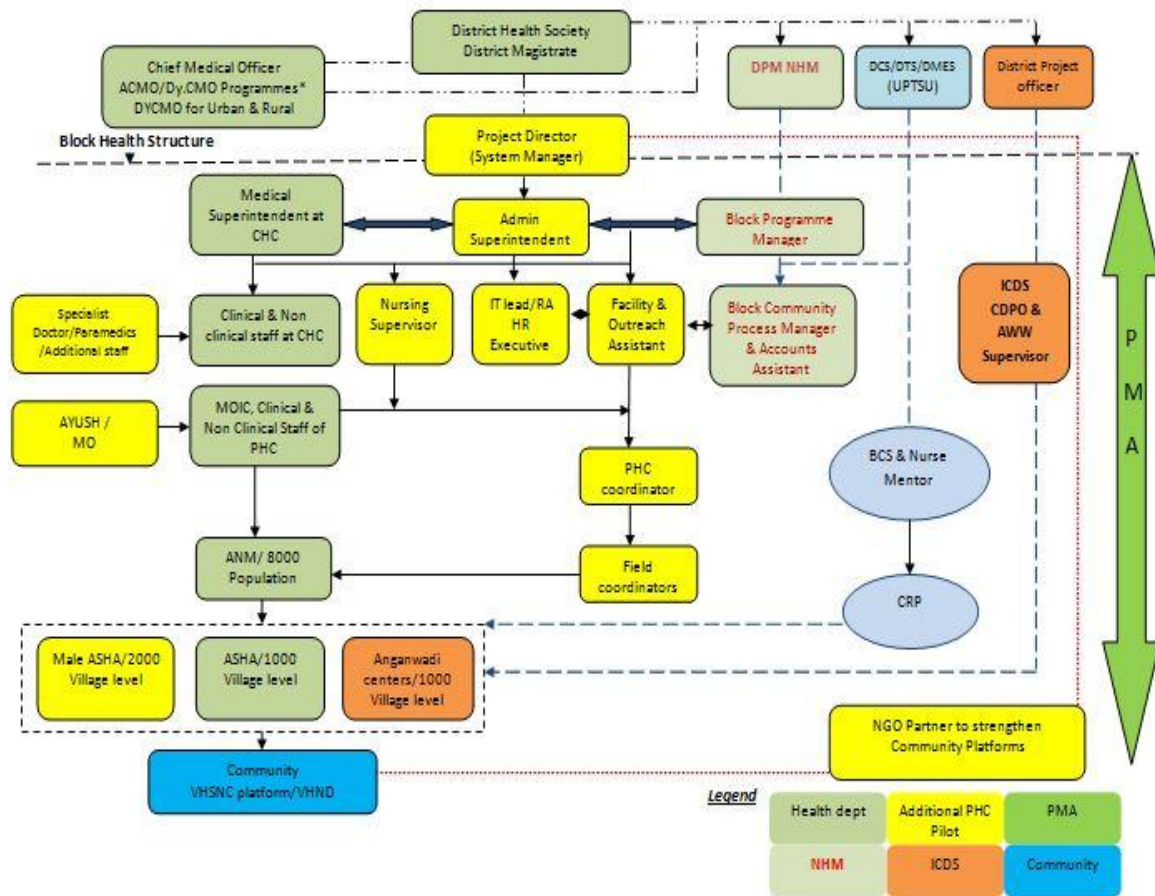 District Health Society
District Magistrate
Chief Medical Officer
ACMO/Dy.CMO Programmes*
DYCMO for Urban & Rural
DPM NHM
DCS/DTS/DMES
(UPTSU)
District Project
officer
Block Health Structure
Project Director
(System Manager)
Medical
Superintendent at
CHC
Admin
Superintendent
Block Programme
Manager
Specialist
Doctor/Paramedics
/Additional staff
Clinical & Non
clinical staff at CHC
Nursing
Supervisor
IT lead/RA
HR
Executive
Facility &
Outreach
Assistant
Block Community
Process Manager
& Accounts
Assistant
ICDS
CDPO &
AWW
Supervisor
P
M
A
AYUSH /
MO
MOIC, Clinical &
Non Clinical Staff of
PHC
PHC
coordinator
BCS & Nurse
Mentor
ANM/ 8000
Population
Field
coordinators
CRP
Male ASHA/2000
Village level
ASHA/1000
Village level
Anganwadi
centers/1000
Village level
NGO Partner to strengthen
Community Platforms
Community
VHSNC platform/VHND
Legend
Health dept
Additional PHC
Pilot
PMA
NHM
ICDS
Community